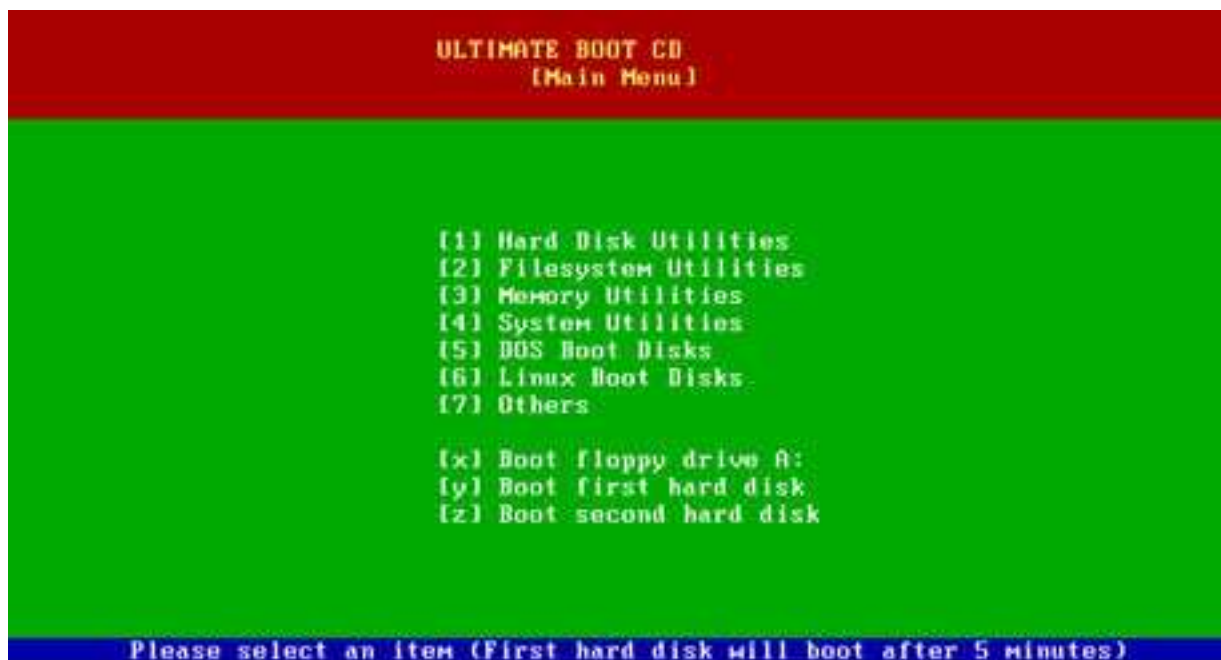 ULTIMATE BOOT CD
[Main Menu]
[1] Hard Disk Utilities
[2] Filesystem Utilities
[3] Memory Utilities
[4] System Utilities
[5] DOS Boot Disks
[6] Linux Boot Disks
[7] Others
[x] Boot floppy drive A:
[y] Boot first hard disk
[z] Boot second hard disk
Please select an item (First hard disk will boot after 5 minutes)